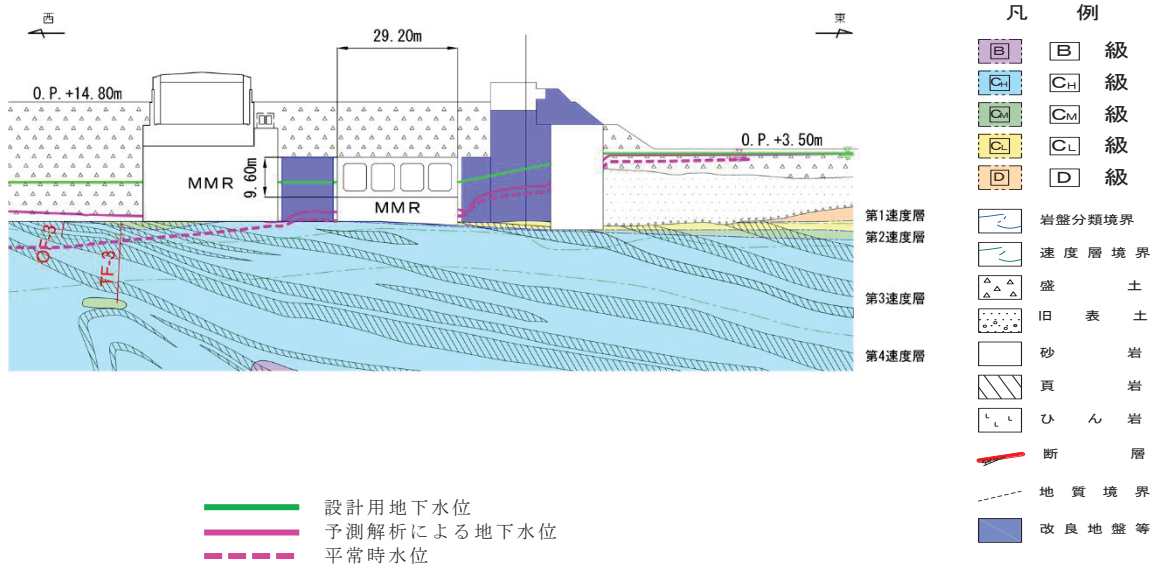 西
29.20m
東
O.P.+14.80m
O.P.+3.50m
9.60m
MMR
MMR
OF-3
TF-3
第1速度層
第2速度層
第3速度層
第4速度層
設計用地下水位
予測解析による地下水位
平常時水位
凡 例
B B 級
CH CH 級
CM CM 級
CL CL 級
D D 級
岩盤分類境界
速度層境界
盛土
旧表土
砂岩
頁岩
ひん岩
断層
地質境界
改良地盤等